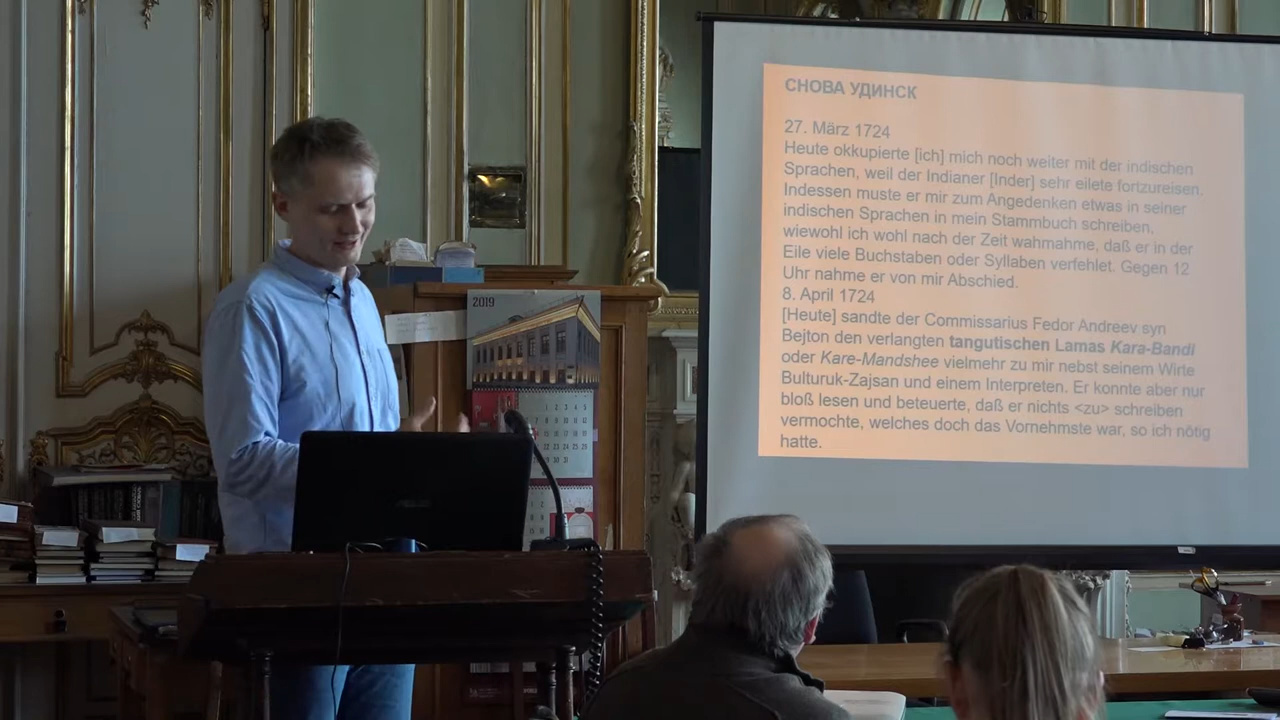 СНОВА УДИНСК
27. März 1724
Heute okkupierte [ich] mich noch weiter mit der indischen
Sprachen, weil der Indianer [Inder] sehr eilete fortzureisen.
Indessen muste er mir zum Angedenken etwas in seiner
indischen Sprachen in mein Stammbuch schreiben,
wiewohl ich wohl nach der Zeit wahrnahme, daß er in der
Eile viele Buchstaben oder Syllaben verfehlet. Gegen 12
Uhr nahme er von mir Abschied.
8. April 1724
[Heute] sandte der Commissarius Fedor Andreev syn
Bejton den verlangten tangutischen Lamas Kara-Bandi
oder Kare-Mandshee vielmehr zu mir nebst seinem Wirte
Bulturuk-Zajsan und einem Interpreten. Er konnte aber nur
bloß lesen und beteuerte, daß er nichts <zu> schreiben
vermochte, welches doch das Vornehmste war, so ich nötig
hatte.
2019